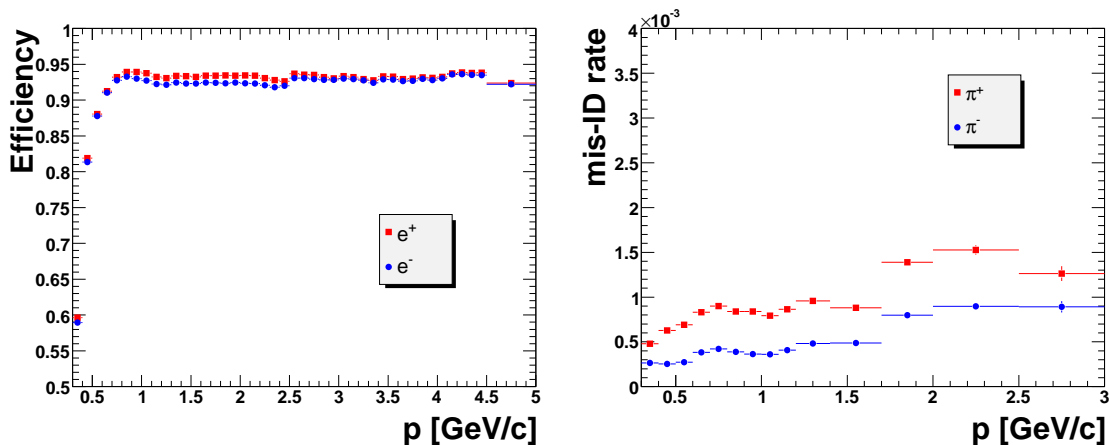 Efficiency
1
0.95
0.9
0.85
0.8
0.75
0.7
0.65
0.6
0.55
0.5
0.5 1 1.5 2 2.5 3 3.5 4 4.5 5
p [GeV/c]
e⁺
e⁻
mis-ID rate
×10⁻³
4
3.5
3
2.5
2
1.5
1
0.5
0
0.5 1 1.5 2 2.5 3
p [GeV/c]
π⁺
π⁻